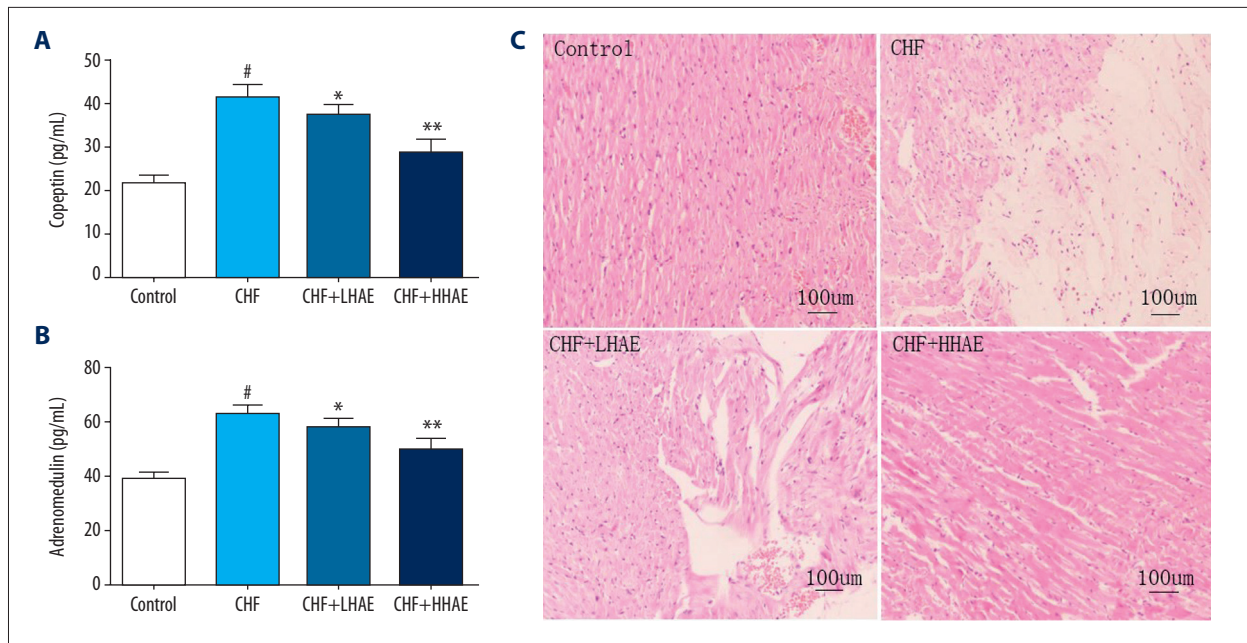 A
Copeptin (pg/mL)
50
40
30
20
10
0
#
*
**
Control
CHF
CHF+LHAE
CHF+HHAE
B
Adrenomedulin (pg/mL)
80
60
40
20
0
#
*
**
Control
CHF
CHF+LHAE
CHF+HHAE
C
Control
100um
CHF
100um
CHF+LHAE
100um
CHF+HHAE
100um